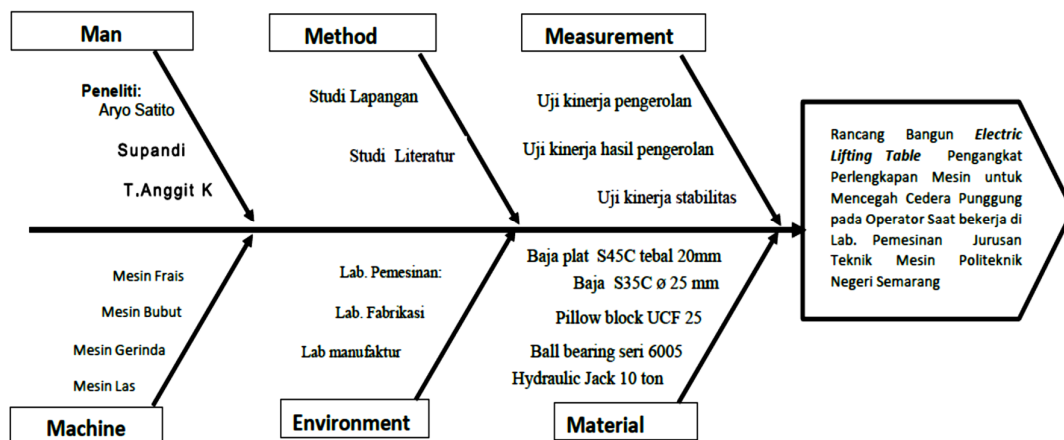 Man
Method
Measurement
Peneliti:
Aryo Satito
Supandi
T.Anggit K
Studi Lapangan
Studi Literatur
Uji kinerja pengerolan
Uji kinerja hasil pengerolan
Uji kinerja stabilitas
Rancang Bangun Electric
Lifting Table Pengangkat
Perlengkapan Mesin untuk
Mencegah Cedera Punggung
pada Operator Saat bekerja di
Lab. Pemesinan Jurusan
Teknik Mesin Politeknik
Negeri Semarang
Mesin Frais
Mesin Bubut
Mesin Gerinda
Mesin Las
Lab. Pemesinan:
Lab. Fabrikasi
Lab manufaktur
Baja plat S45C tebal 20mm
Baja S35C ø 25 mm
Pillow block UCF 25
Ball bearing seri 6005
Hydraulic Jack 10 ton
Machine
Environment
Material